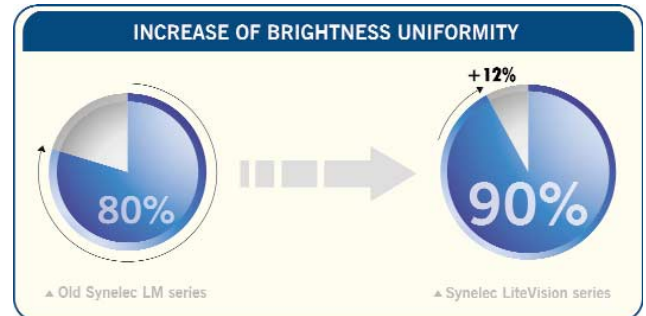 INCREASE OF BRIGHTNESS UNIFORMITY
+12%
80%
90%
▲ Old Synelec LM series
▲ Synelec LiteVision series